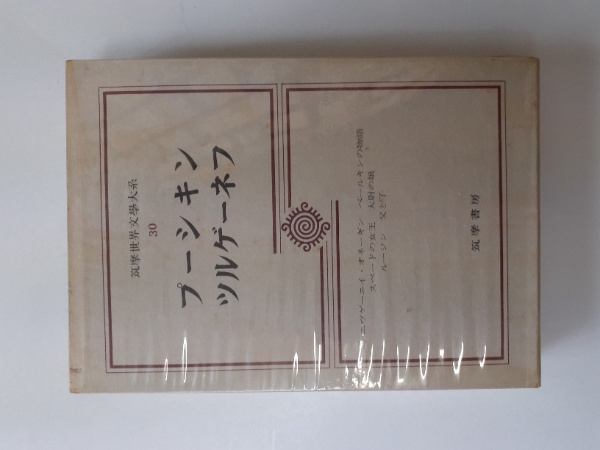 筑摩世界文學大系
30
プーシキン
ツルゲーネフ
エヴゲーニイ・オネーギン　ベールキンの物語
スペードの女王　大尉の娘
ルージン　父と子
筑摩書房